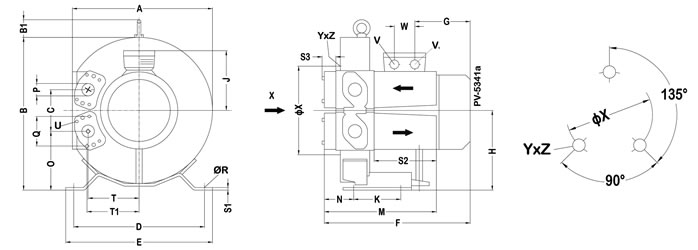 A
B1
B
P
C
U
Q
O
J
ØR
S1
T
T1
D
E
X
YxZ
S3
ϕX
W
G
V
V.
PV-5341a
H
S2
N
K
M
F
135°
ϕX
YxZ
90°